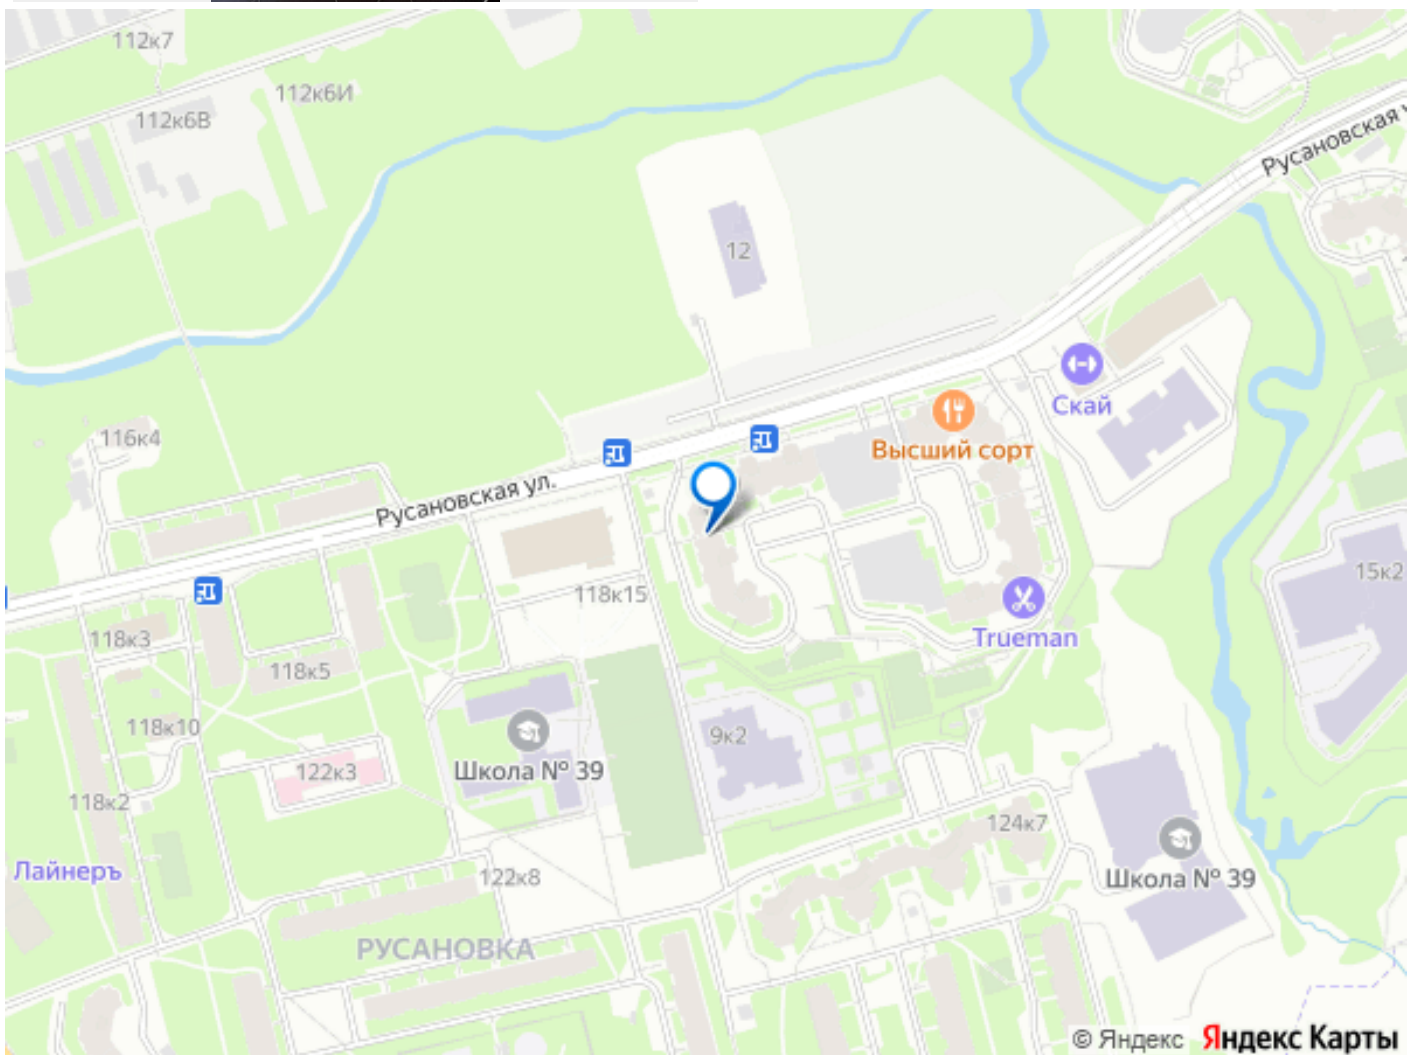 112к7
112к6И
112к6В
Русановская у
12
Скай
116к4
Высший сорт
Русановская ул.
15к2
118к15
118к3
Trueman
118к5
118к10
9к2
122к3
Школа № 39
118к2
124к7
Лайнеръ
122к8
Школа № 39
РУСАНОВКА
© Яндекс Яндекс Карты